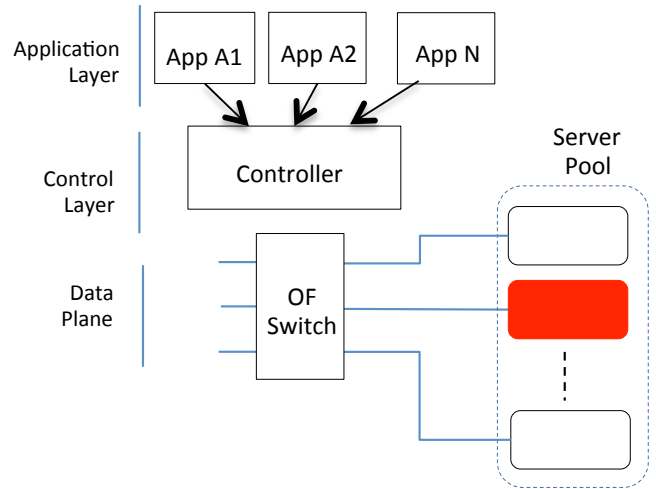 Application
Layer
App A1
App A2
App N
Control
Layer
Controller
Server
Pool
Data
Plane
OF
Switch